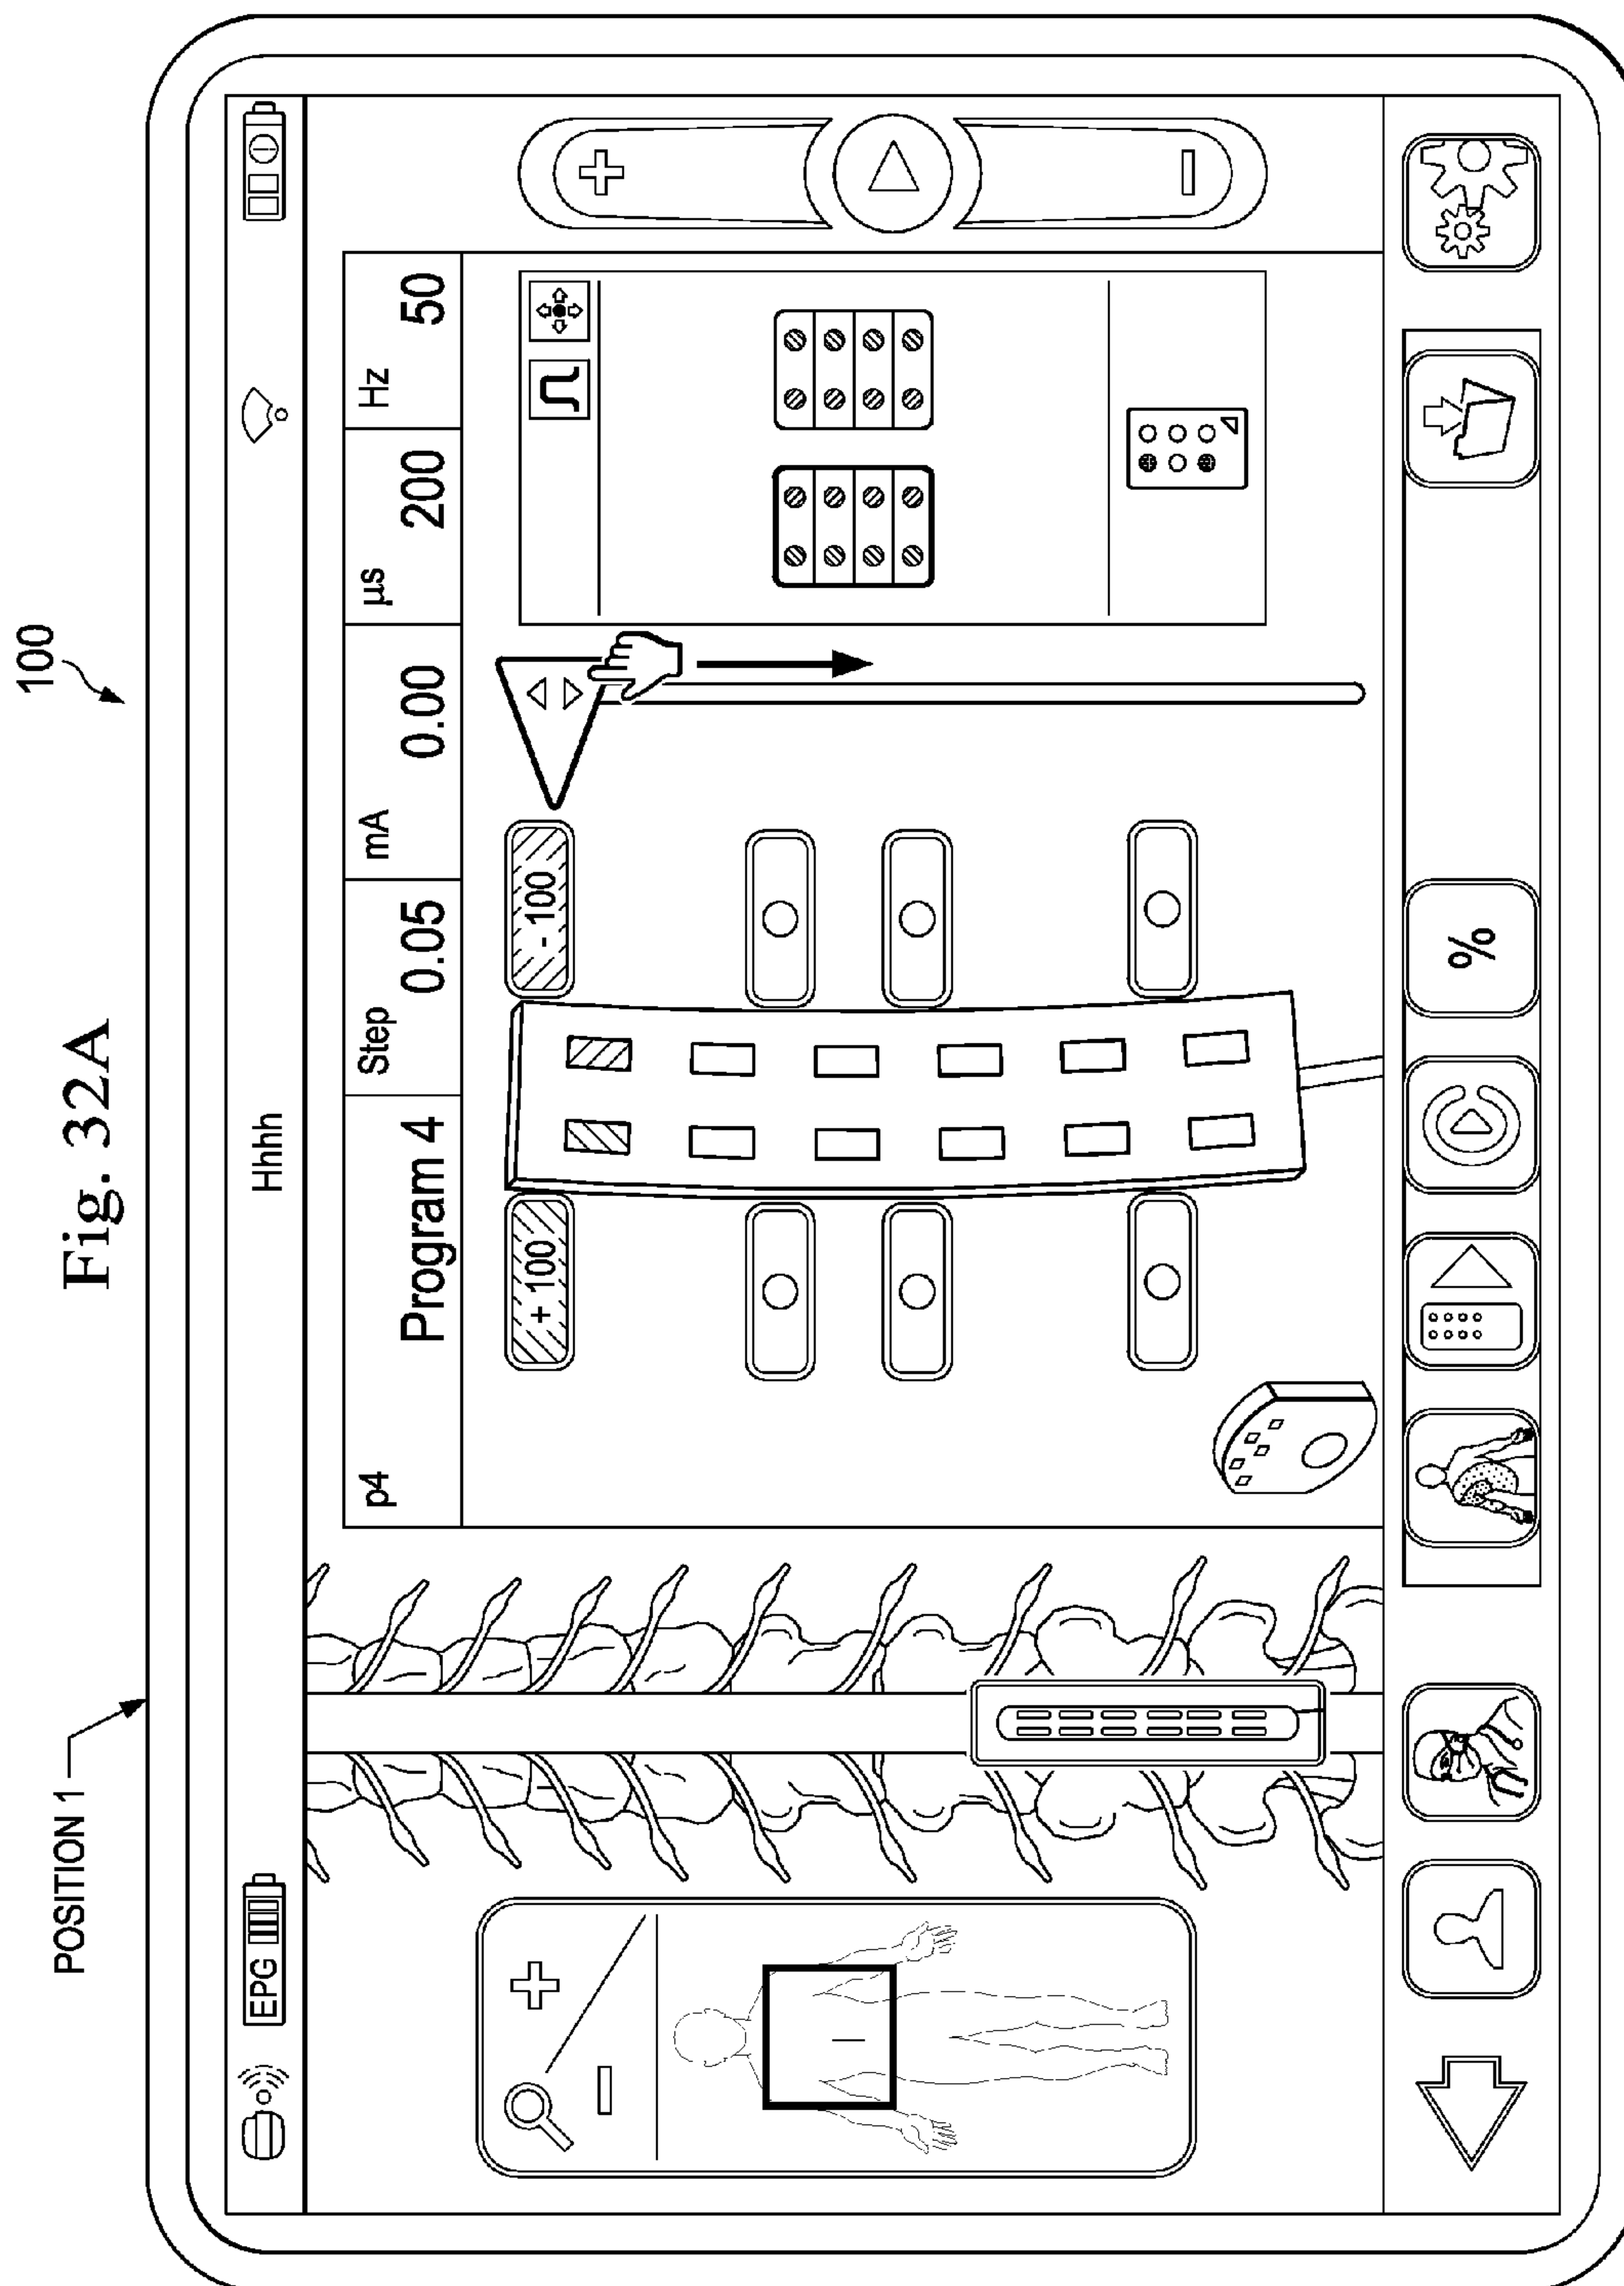 Fig. 32A
100
POSITION 1
EPG
Hhhh
p4
Program 4
Step
0.05
mA
0.00
µs
200
Hz
50
+ 100
- 100
%